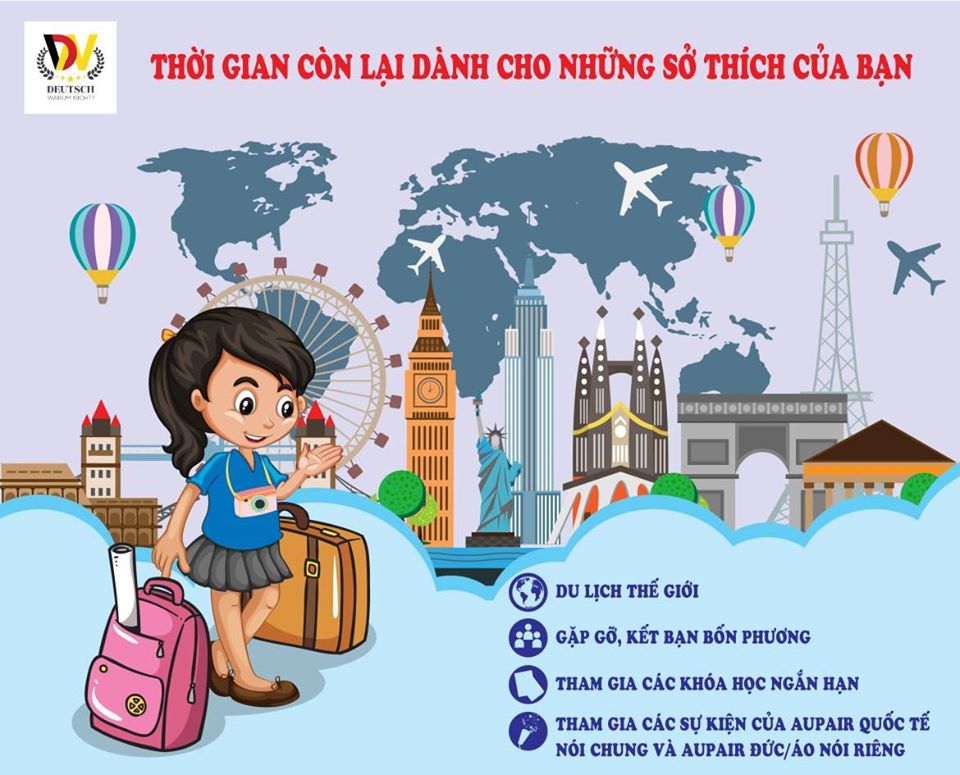 DV
DEUTSCH
WARUM NICHT?
THỜI GIAN CÒN LẠI DÀNH CHO NHỮNG SỞ THÍCH CỦA BẠN
DU LỊCH THẾ GIỚI
GẶP GỠ, KẾT BẠN BỐN PHƯƠNG
THAM GIA CÁC KHÓA HỌC NGẮN HẠN
THAM GIA CÁC SỰ KIỆN CỦA AUPAIR QUỐC TẾ
NÓI CHUNG VÀ AUPAIR ĐỨC/ÁO NÓI RIÊNG